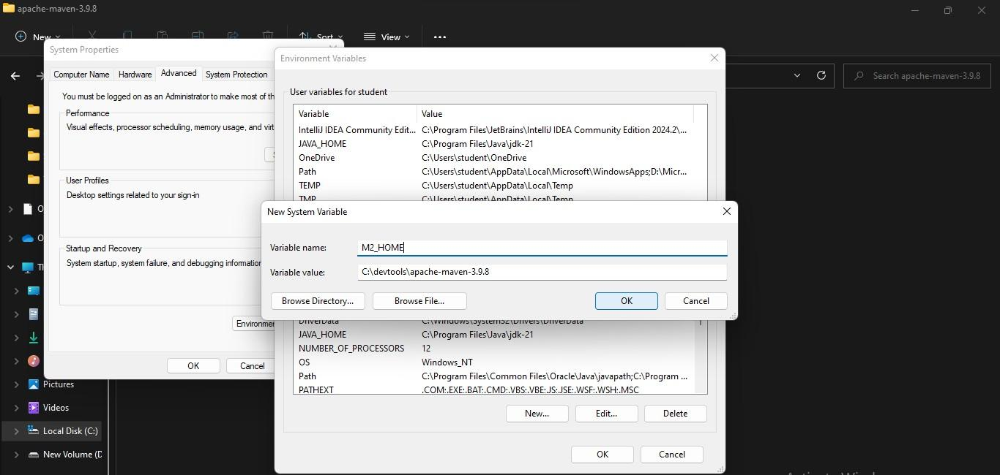 apache-maven-3.9.8
New
Sort
View
System Properties
Environment Variables
Search apache-maven-3.9.8
Computer Name Hardware Advanced System Protection
You must be logged on as an Administrator to make most of th
Performance
Visual effects, processor scheduling, memory usage, and virt
User Profiles
Desktop settings related to your sign-in
Startup and Recovery
System startup, system failure, and debugging information
Environme
OK Cancel
User variables for student
Variable Value
IntelliJ IDEA Community Edit... C:\Program Files\JetBrains\IntelliJ IDEA Community Edition 2024.2\...
JAVA_HOME C:\Program Files\Java\jdk-21
OneDrive C:\Users\student\OneDrive
Path C:\Users\student\AppData\Local\Microsoft\WindowsApps;D:\Micr...
TEMP C:\Users\student\AppData\Local\Temp
TMP C:\Users\student\AppData\Local\Temp
New System Variable
Variable name: M2_HOME
Variable value: C:\devtools\apache-maven-3.9.8
Browse Directory... Browse File... OK Cancel
DriverData C:\Windows\System32\Drivers\DriverData
JAVA_HOME C:\Program Files\Java\jdk-21
NUMBER_OF_PROCESSORS 12
OS Windows_NT
Path C:\Program Files\Common Files\Oracle\Java\javapath;C:\Program ...
PATHEXT .COM;.EXE;.BAT;.CMD;.VBS;.VBE;.JS;.JSE;.WSF;.WSH;.MSC
New... Edit... Delete
OK Cancel
Pictures
Videos
Local Disk (C:)
New Volume (D